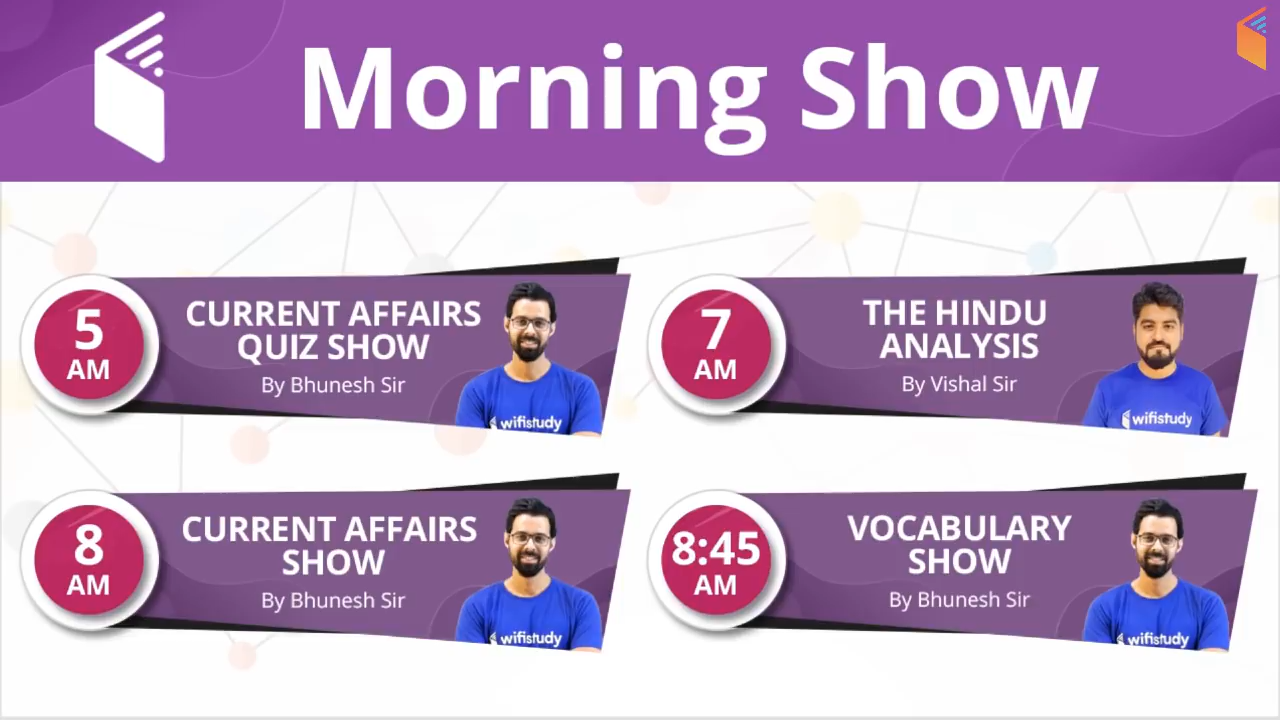 Morning Show
5
AM
CURRENT AFFAIRS
QUIZ SHOW
By Bhunesh Sir
wifistudy
7
AM
THE HINDU
ANALYSIS
By Vishal Sir
wifistudy
8
AM
CURRENT AFFAIRS
SHOW
By Bhunesh Sir
wifistudy
8:45
AM
VOCABULARY
SHOW
By Bhunesh Sir
wifistudy